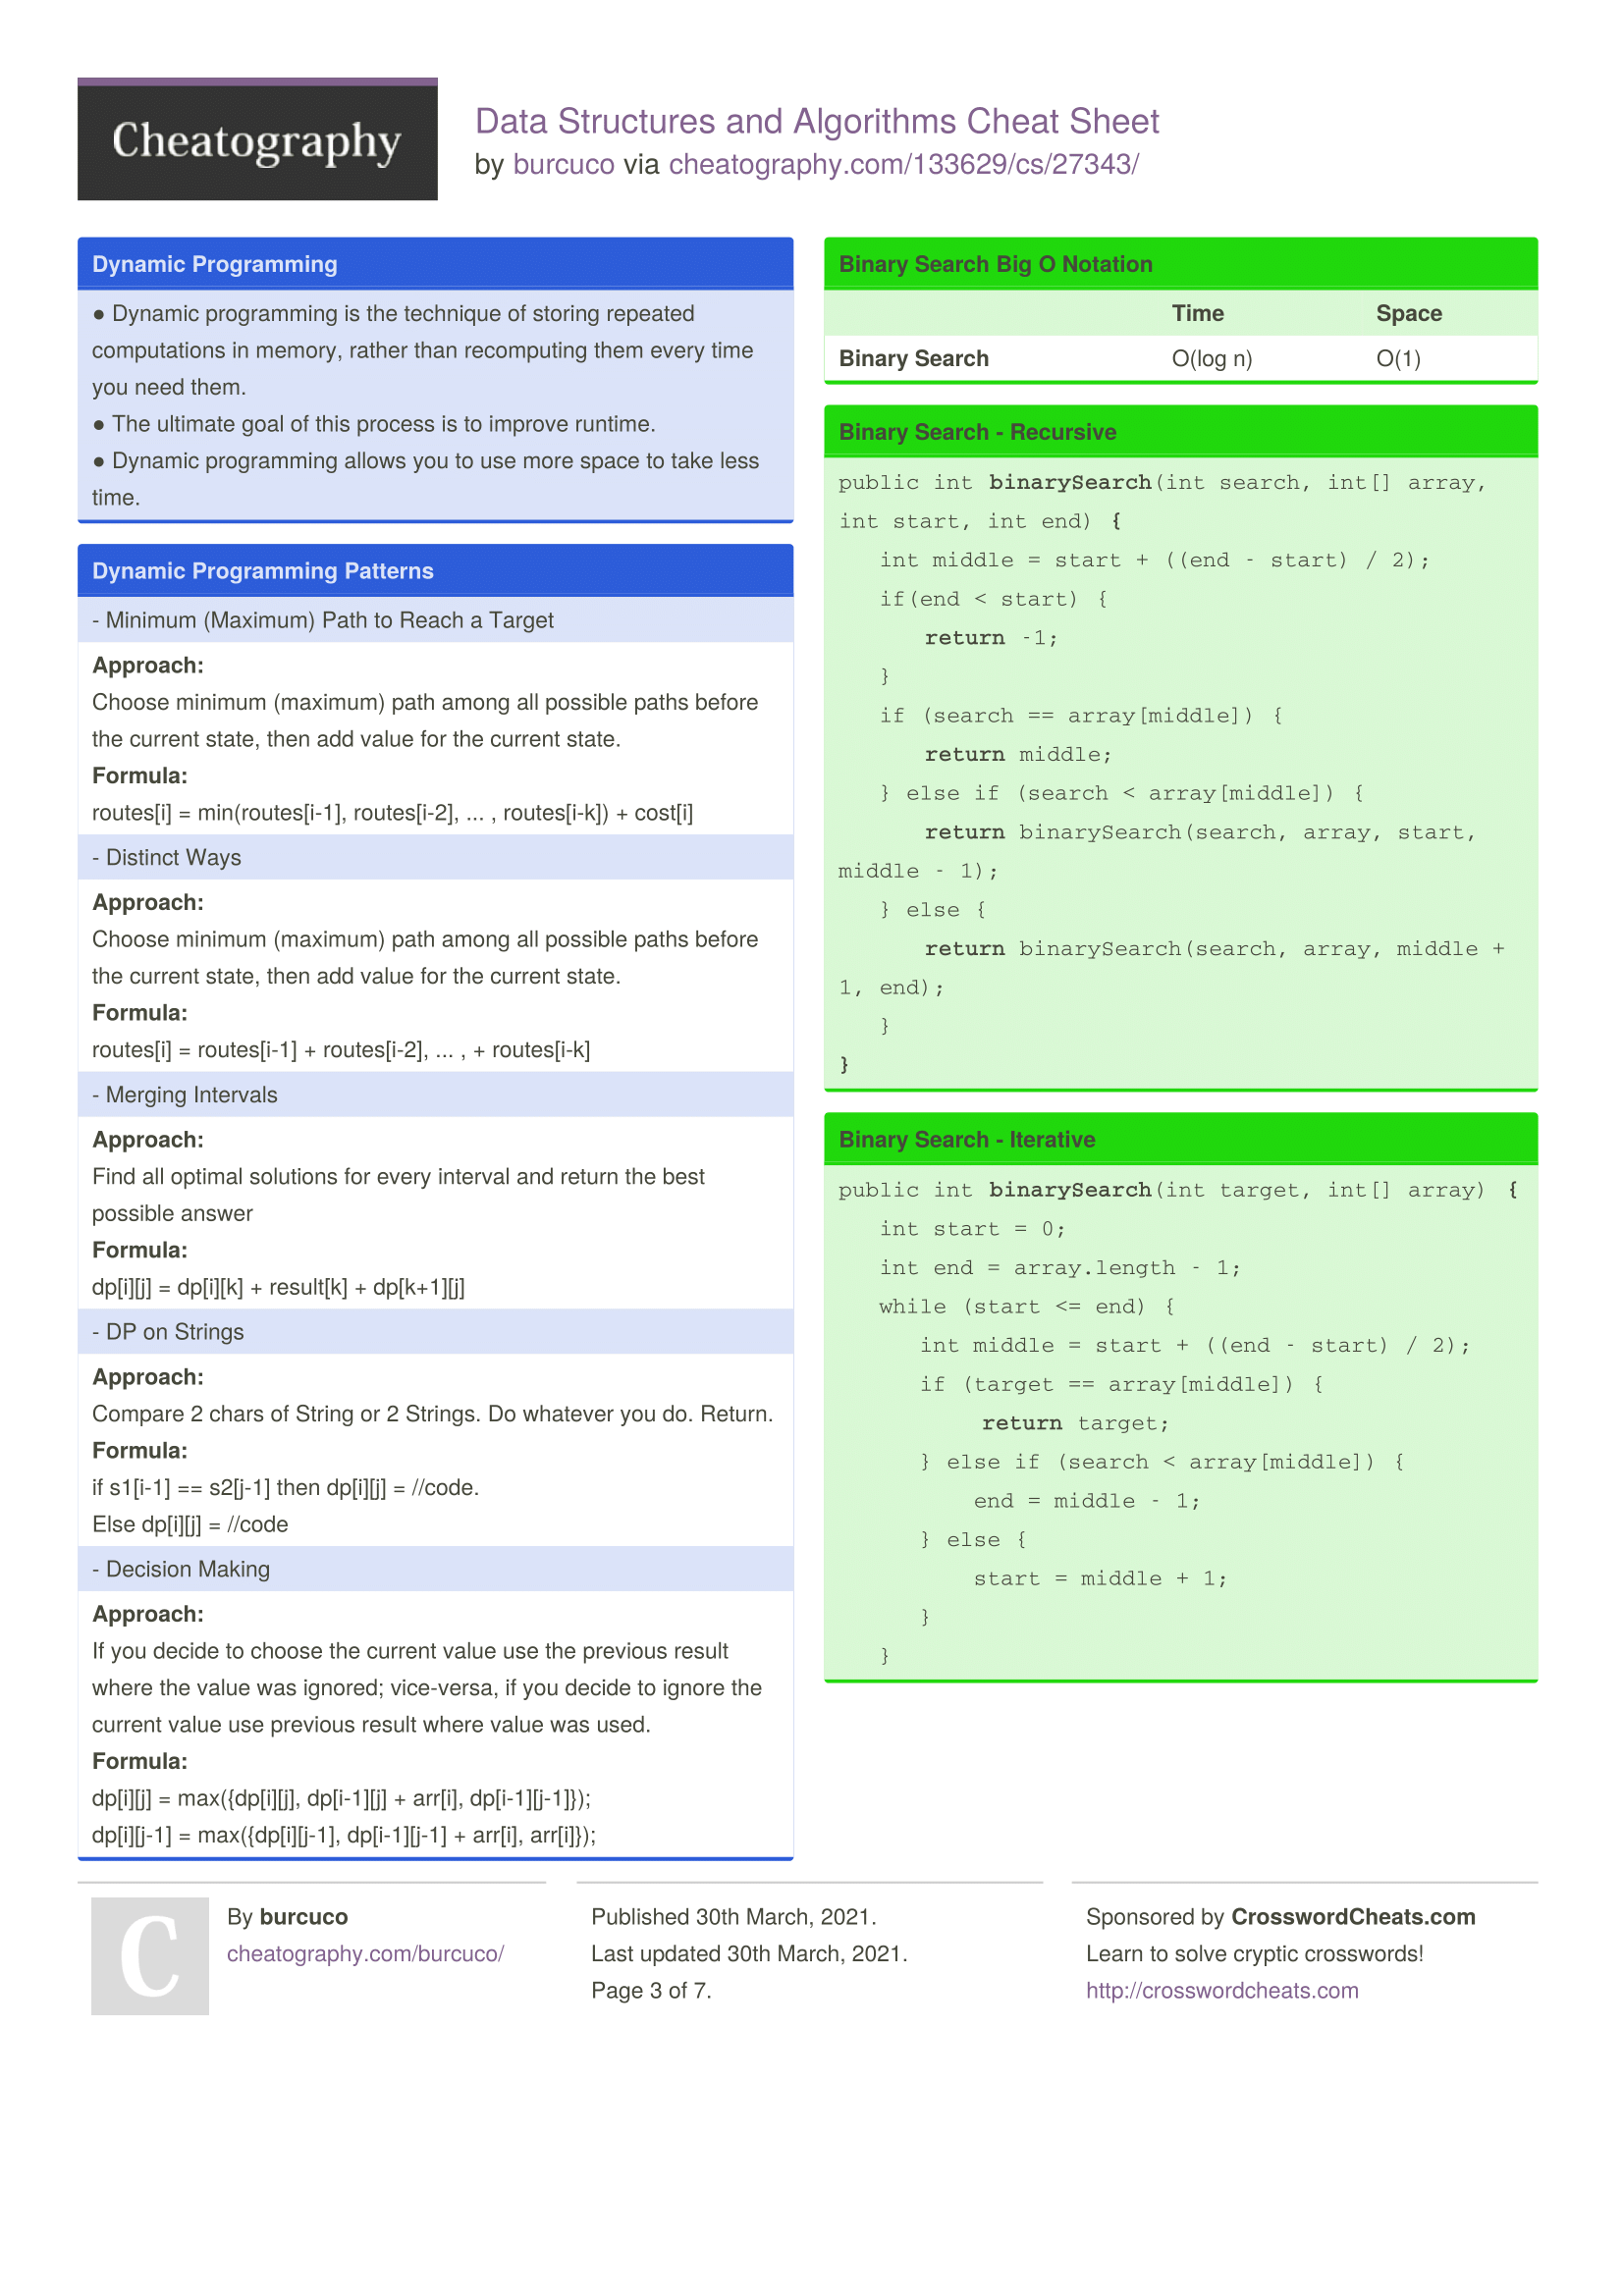 Cheatography
Data Structures and Algorithms Cheat Sheet
by burcuco via cheatography.com/133629/cs/27343/
Dynamic Programming
● Dynamic programming is the technique of storing repeated
computations in memory, rather than recomputing them every time
you need them.
● The ultimate goal of this process is to improve runtime.
● Dynamic programming allows you to use more space to take less
time.
Dynamic Programming Patterns
- Minimum (Maximum) Path to Reach a Target
Approach:
Choose minimum (maximum) path among all possible paths before
the current state, then add value for the current state.
Formula:
routes[i] = min(routes[i-1], routes[i-2], ... , routes[i-k]) + cost[i]
- Distinct Ways
Approach:
Choose minimum (maximum) path among all possible paths before
the current state, then add value for the current state.
Formula:
routes[i] = routes[i-1] + routes[i-2], ... , + routes[i-k]
- Merging Intervals
Approach:
Find all optimal solutions for every interval and return the best
possible answer
Formula:
dp[i][j] = dp[i][k] + result[k] + dp[k+1][j]
- DP on Strings
Approach:
Compare 2 chars of String or 2 Strings. Do whatever you do. Return.
Formula:
if s1[i-1] == s2[j-1] then dp[i][j] = //code.
Else dp[i][j] = //code
- Decision Making
Approach:
If you decide to choose the current value use the previous result
where the value was ignored; vice-versa, if you decide to ignore the
current value use previous result where value was used.
Formula:
dp[i][j] = max({dp[i][j], dp[i-1][j] + arr[i], dp[i-1][j-1]});
dp[i][j-1] = max({dp[i][j-1], dp[i-1][j-1] + arr[i], arr[i]});
Binary Search Big O Notation
Time Space
Binary Search O(log n) O(1)
Binary Search - Recursive
public int binarySearch(int search, int[] array,
int start, int end) {
int middle = start + ((end - start) / 2);
if(end < start) {
return -1;
}
if (search == array[middle]) {
return middle;
} else if (search < array[middle]) {
return binarySearch(search, array, start,
middle - 1);
} else {
return binarySearch(search, array, middle +
1, end);
}
}
Binary Search - Iterative
public int binarySearch(int target, int[] array) {
int start = 0;
int end = array.length - 1;
while (start <= end) {
int middle = start + ((end - start) / 2);
if (target == array[middle]) {
return target;
} else if (search < array[middle]) {
end = middle - 1;
} else {
start = middle + 1;
}
}
C
By burcuco
cheatography.com/burcuco/
Published 30th March, 2021.
Last updated 30th March, 2021.
Page 3 of 7.
Sponsored by CrosswordCheats.com
Learn to solve cryptic crosswords!
http://crosswordcheats.com